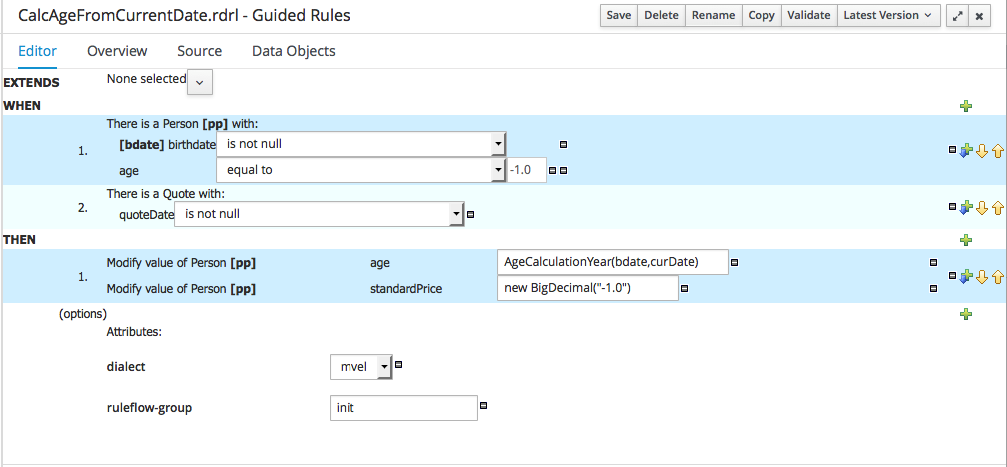 CalcAgeFromCurrentDate.rdrl - Guided Rules Save Delete Rename Copy Validate Latest Version
Editor Overview Source Data Objects
EXTENDS None selected
WHEN
There is a Person [pp] with:
1. [bdate] birthdate is not null
age equal to -1.0
There is a Quote with:
2. quoteDate is not null
THEN
Modify value of Person [pp] age AgeCalculationYear(bdate,curDate)
1.
Modify value of Person [pp] standardPrice new BigDecimal("-1.0")
(options)
Attributes:
dialect mvel
ruleflow-group init